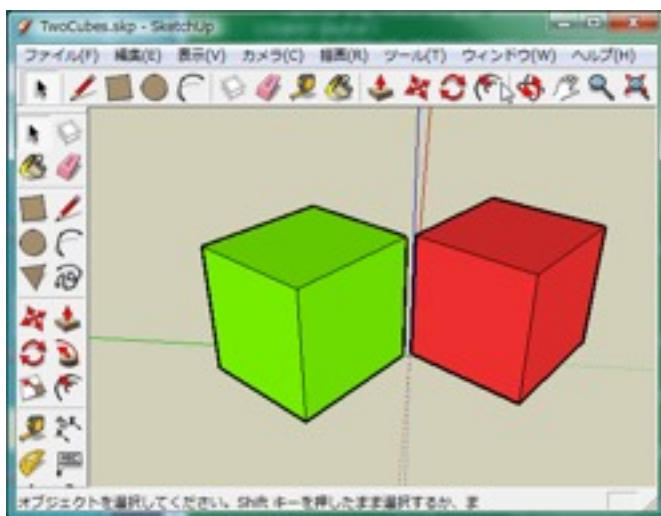 TwoCubes.skp - SketchUp
ファイル(F) 編集(E) 表示(V) カメラ(C) 描画(R) ツール(T) ウィンドウ(W) ヘルプ(H)
オブジェクトを選択してください。Shift キーを押したまま選択するか、ま